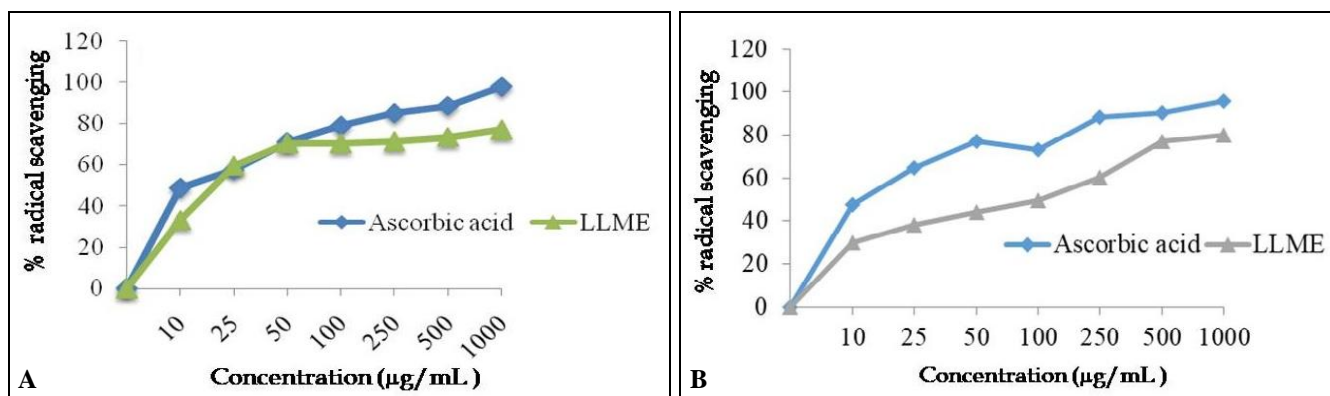 120
100
80
60
40
20
0
% radical scavenging
Ascorbic acid
LLME
10 25 50 100 250 500 1000
Concentration (µg/mL )
A
120
100
80
60
40
20
0
% radical scavenging
Ascorbic acid
LLME
10 25 50 100 250 500 1000
Concentration (µg/mL )
B